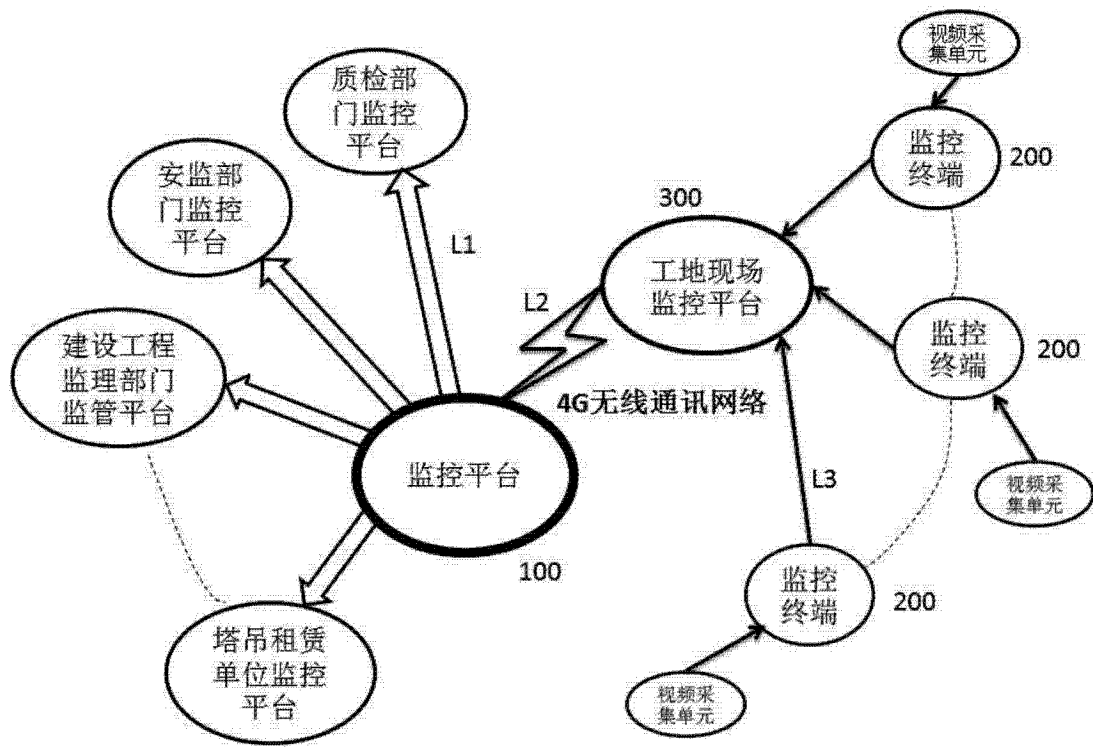 视频采
集单元
质检部
门监控
平台
监控
终端
200
安监部
门监控
平台
300
L1
工地现场
监控平台
L2
建设工程
监理部门
监管平台
监控
终端
200
4G无线通讯网络
监控平台
L3
视频采
集单元
100
监控
终端
200
塔吊租赁
单位监控
平台
视频采
集单元